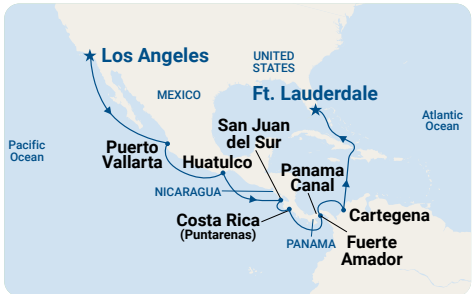 Los Angeles
UNITED
STATES
MEXICO
Ft. Lauderdale
Atlantic
Ocean
Pacific
Ocean
San Juan
del Sur
Puerto
Vallarta
Huatulco
Panama
Canal
NICARAGUA
Costa Rica
(Puntarenas)
Cartegena
PANAMA
Fuerte
Amador